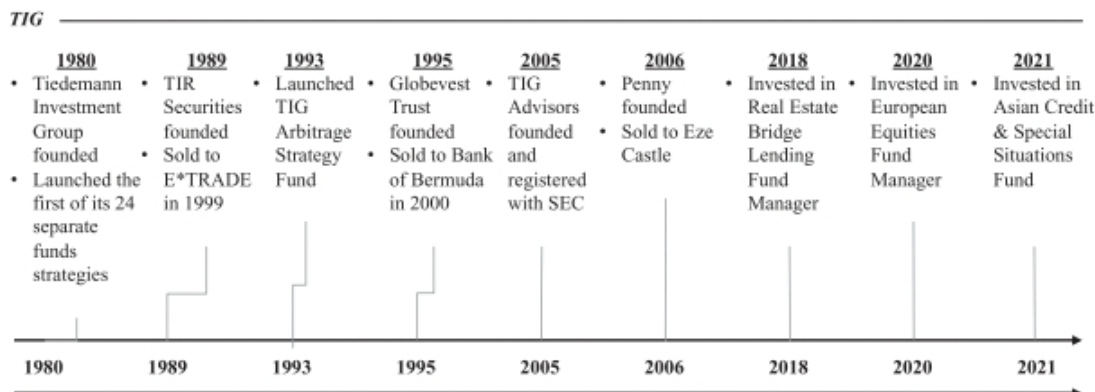 TIG
1980
• Tiedemann
Investment
Group
founded
• Launched the
first of its 24
separate
funds
strategies
1989
• TIR
Securities
founded
• Sold to
E*TRADE
in 1999
1993
• Launched
TIG
Arbitrage
Strategy
Fund
1995
• Globevest
Trust
founded
• Sold to Bank
of Bermuda
in 2000
2005
• TIG
Advisors
founded
and
registered
with SEC
2006
• Penny
founded
• Sold to Eze
Castle
2018
• Invested in
Real Estate
Bridge
Lending
Fund
Manager
2020
• Invested in
European
Equities
Fund
Manager
2021
• Invested in
Asian Credit
& Special
Situations
Fund
1980 1989 1993 1995 2005 2006 2018 2020 2021